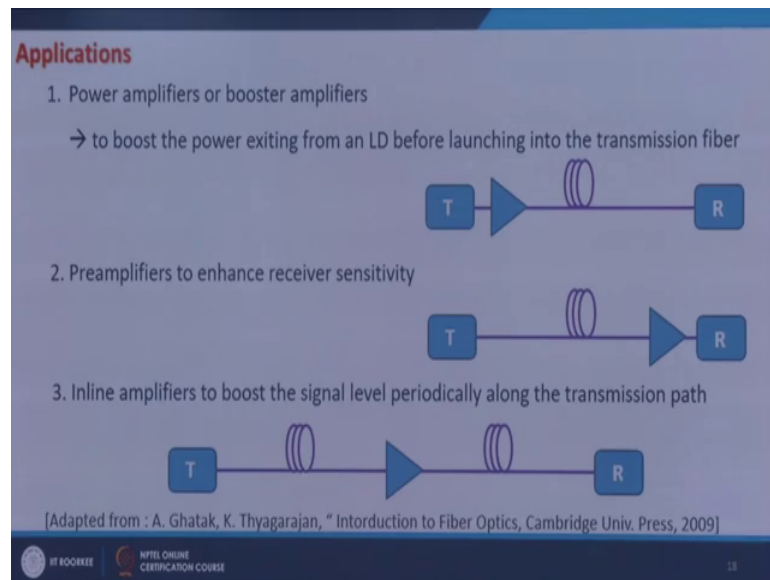 Applications
1. Power amplifiers or booster amplifiers
→ to boost the power exiting from an LD before launching into the transmission fiber
T
R
2. Preamplifiers to enhance receiver sensitivity
T
R
3. Inline amplifiers to boost the signal level periodically along the transmission path
T
R
[Adapted from : A. Ghatak, K. Thyagarajan, " Intorduction to Fiber Optics, Cambridge Univ. Press, 2009]
IIT ROORKEE
NPTEL ONLINE
CERTIFICATION COURSE
18